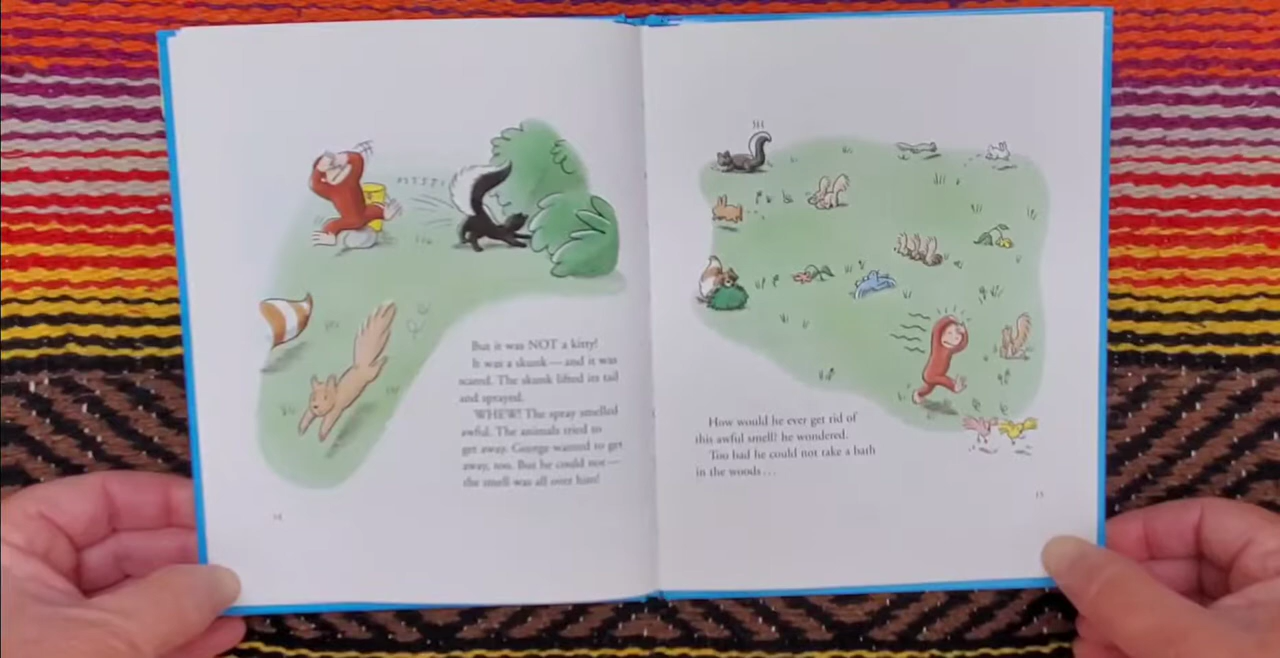 But it was NOT a kitty!
It was a skunk — and it was
scared. The skunk lifted its tail
and sprayed.
WHEW! The spray smelled
awful. The animals tried to
get away. George wanted to get
away, too. But he could not —
the smell was all over him!
14
How would he ever get rid of
this awful smell? he wondered.
Too bad he could not take a bath
in the woods . . .
15